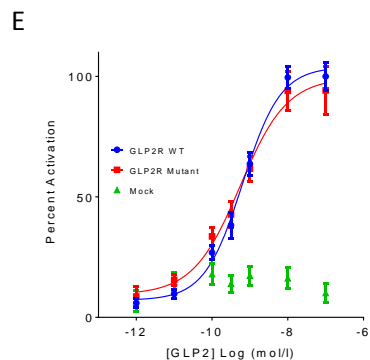 E
100
GLP2R WT
GLP2R Mutant
Mock
50
0
Percent Activation
-12
-10
-8
-6
[GLP2] Log (mol/l)